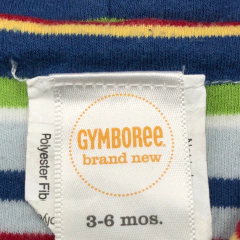 GYMBOREE
brand new
3-6 mos.
Polyester Fib